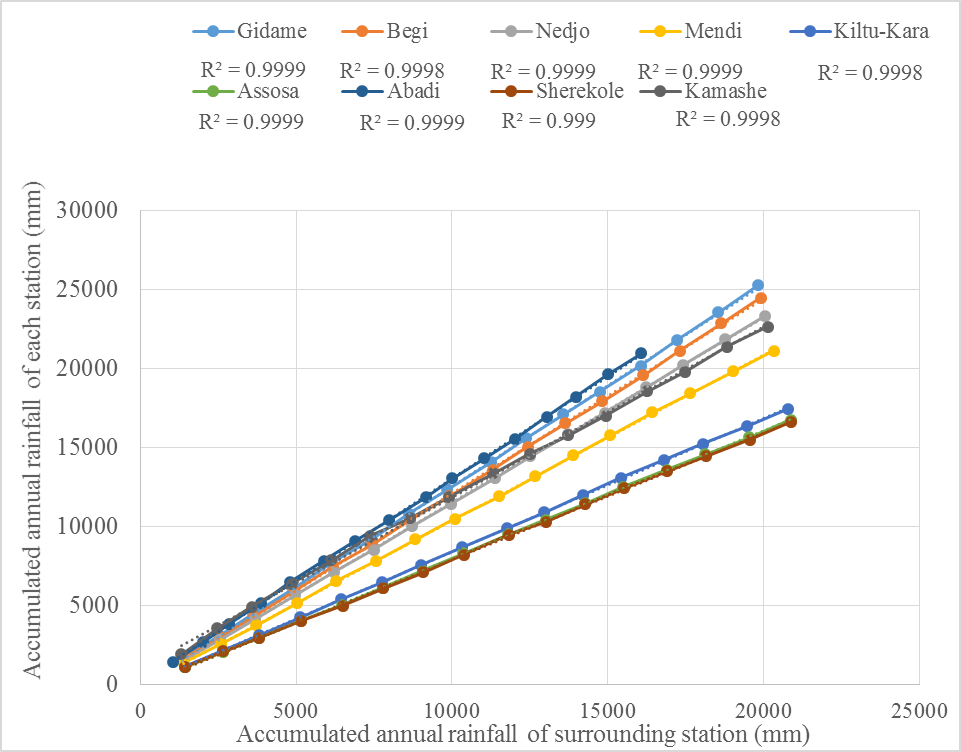 Gidame Begi Nedjo Mendi Kiltu-Kara
R² = 0.9999 R² = 0.9998 R² = 0.9999 R² = 0.9999 R² = 0.9998
Assosa Abadi Sherekole Kamashe
R² = 0.9999 R² = 0.9999 R² = 0.999 R² = 0.9998
Accumulated annual rainfall of each station (mm)
30000
25000
20000
15000
10000
5000
0
0 5000 10000 15000 20000 25000
Accumulated annual rainfall of surrounding station (mm)